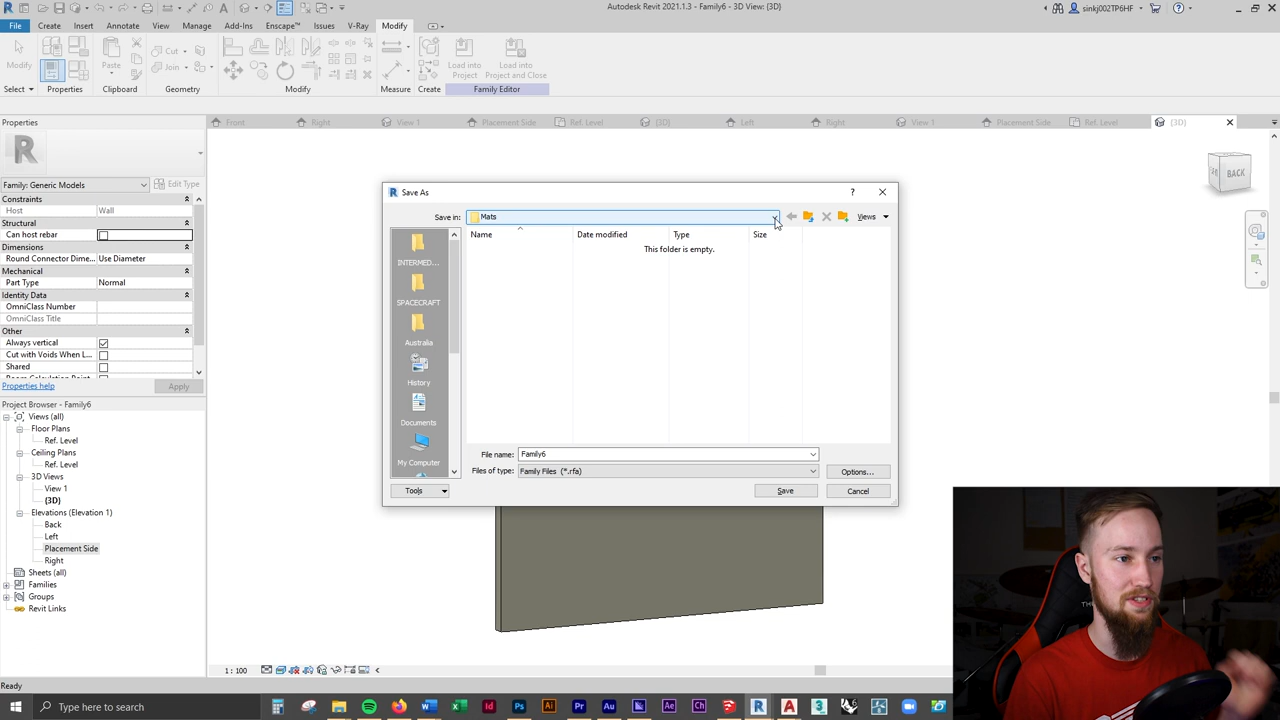 Autodesk Revit 2021.1.3 - Family6 - 3D View: {3D}
sinkj002TP6HF
File Create Insert Annotate View Manage Add-Ins Enscape™ Issues V-Ray Modify
Modify
Paste
Cut
Join
Load into
Project
Load into
Project and Close
Select Properties Clipboard Geometry Modify Measure Create Family Editor
Properties
Front Right View 1 Placement Side Ref. Level {3D} Left Right View 1 Placement Side Ref. Level {3D}
BACK
Family: Generic Models Edit Type
Constraints
Host Wall
Structural
Can host rebar
Dimensions
Round Connector Dime... Use Diameter
Mechanical
Part Type Normal
Identity Data
OmniClass Number
OmniClass Title
Other
Always vertical
Cut with Voids When L...
Shared
Properties help Apply
Project Browser - Family6
Views (all)
Floor Plans
Ref. Level
Ceiling Plans
Ref. Level
3D Views
View 1
{3D}
Elevations (Elevation 1)
Back
Left
Placement Side
Right
Sheets (all)
Families
Groups
Revit Links
Save As
Save in: Mats Views
Name Date modified Type Size
This folder is empty.
INTERMED...
SPACECRAFT
Australia
History
Documents
My Computer
File name: Family6
Files of type: Family Files (*.rfa) Options...
Tools Save Cancel
1 : 100
Ready
Type here to search